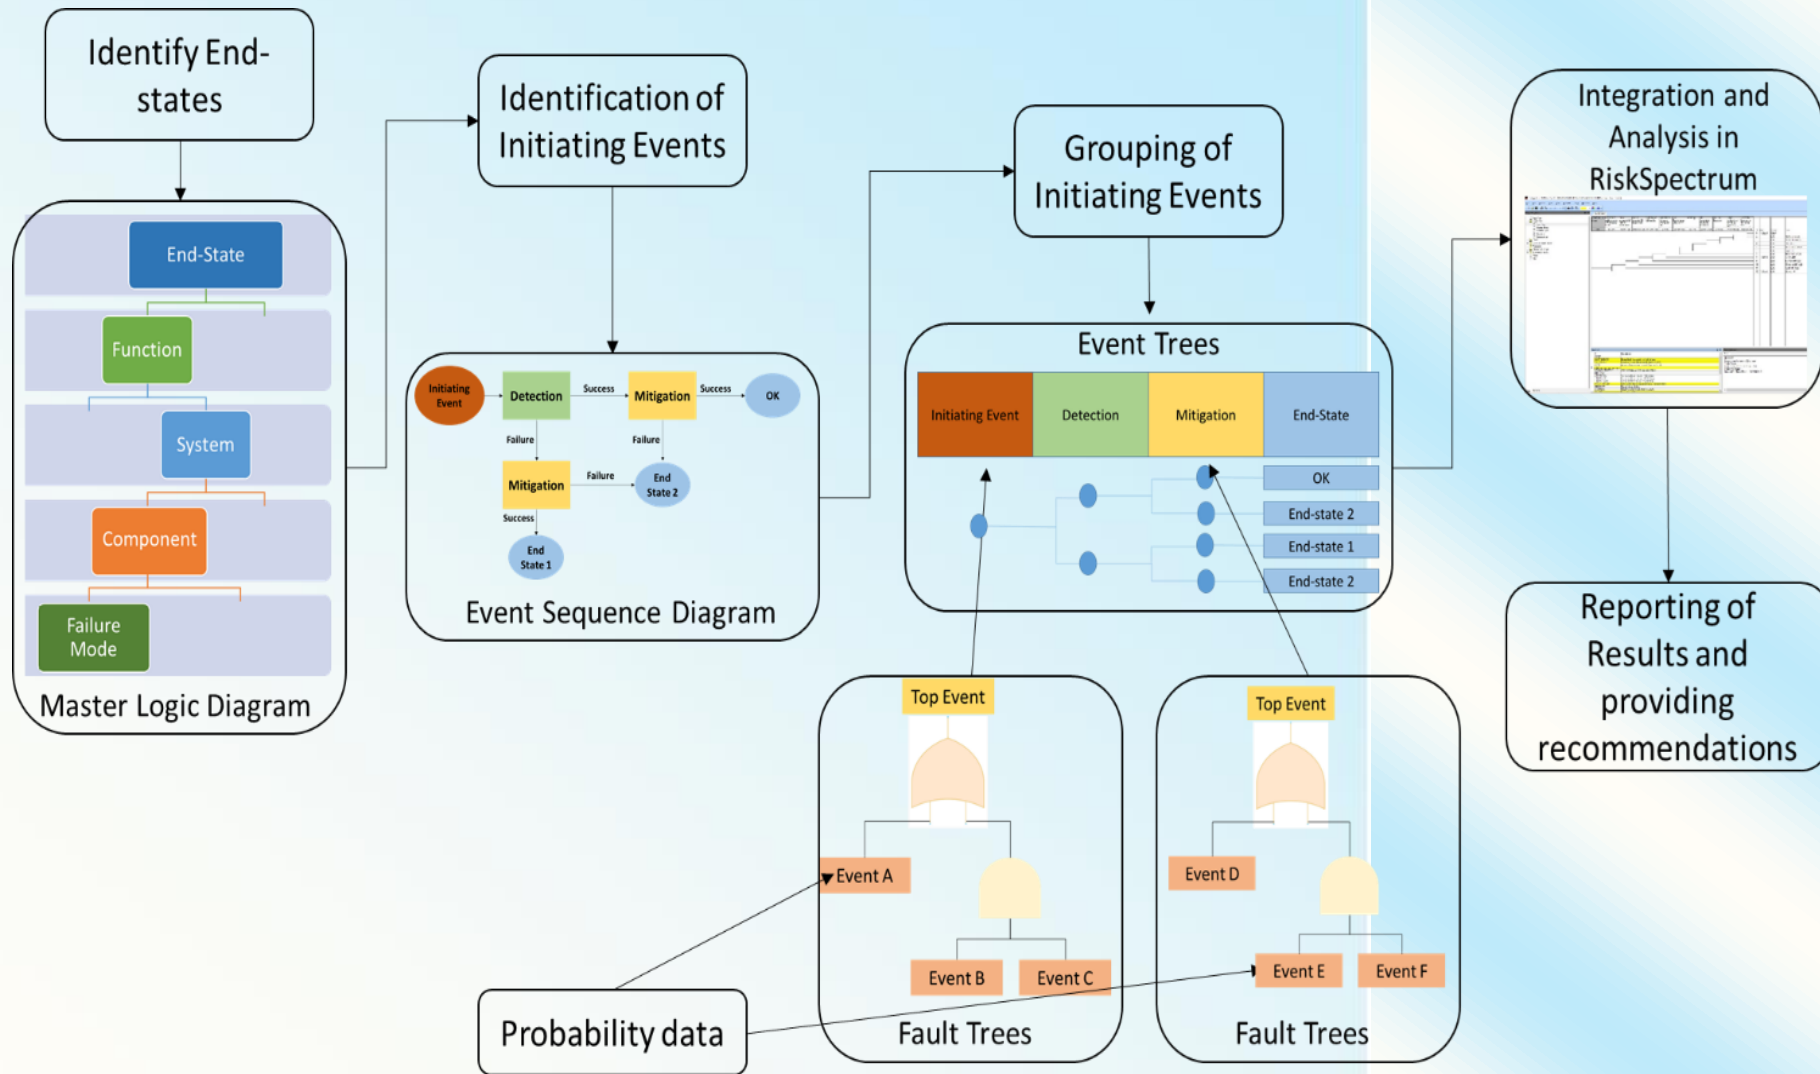 Identify End-
states
End-State
Function
System
Component
Failure
Mode
Master Logic Diagram
Identification of
Initiating Events
Initiating
Event
Detection
Success
Mitigation
Success
OK
Failure
Failure
Mitigation
Failure
End
State 2
Success
End
State 1
Event Sequence Diagram
Grouping of
Initiating Events
Event Trees
Initiating Event
Detection
Mitigation
End-State
OK
End-state 2
End-state 1
End-state 2
Top Event
Event A
Event B
Event C
Fault Trees
Top Event
Event D
Event E
Event F
Fault Trees
Probability data
Integration and
Analysis in
RiskSpectrum
Reporting of
Results and
providing
recommendations